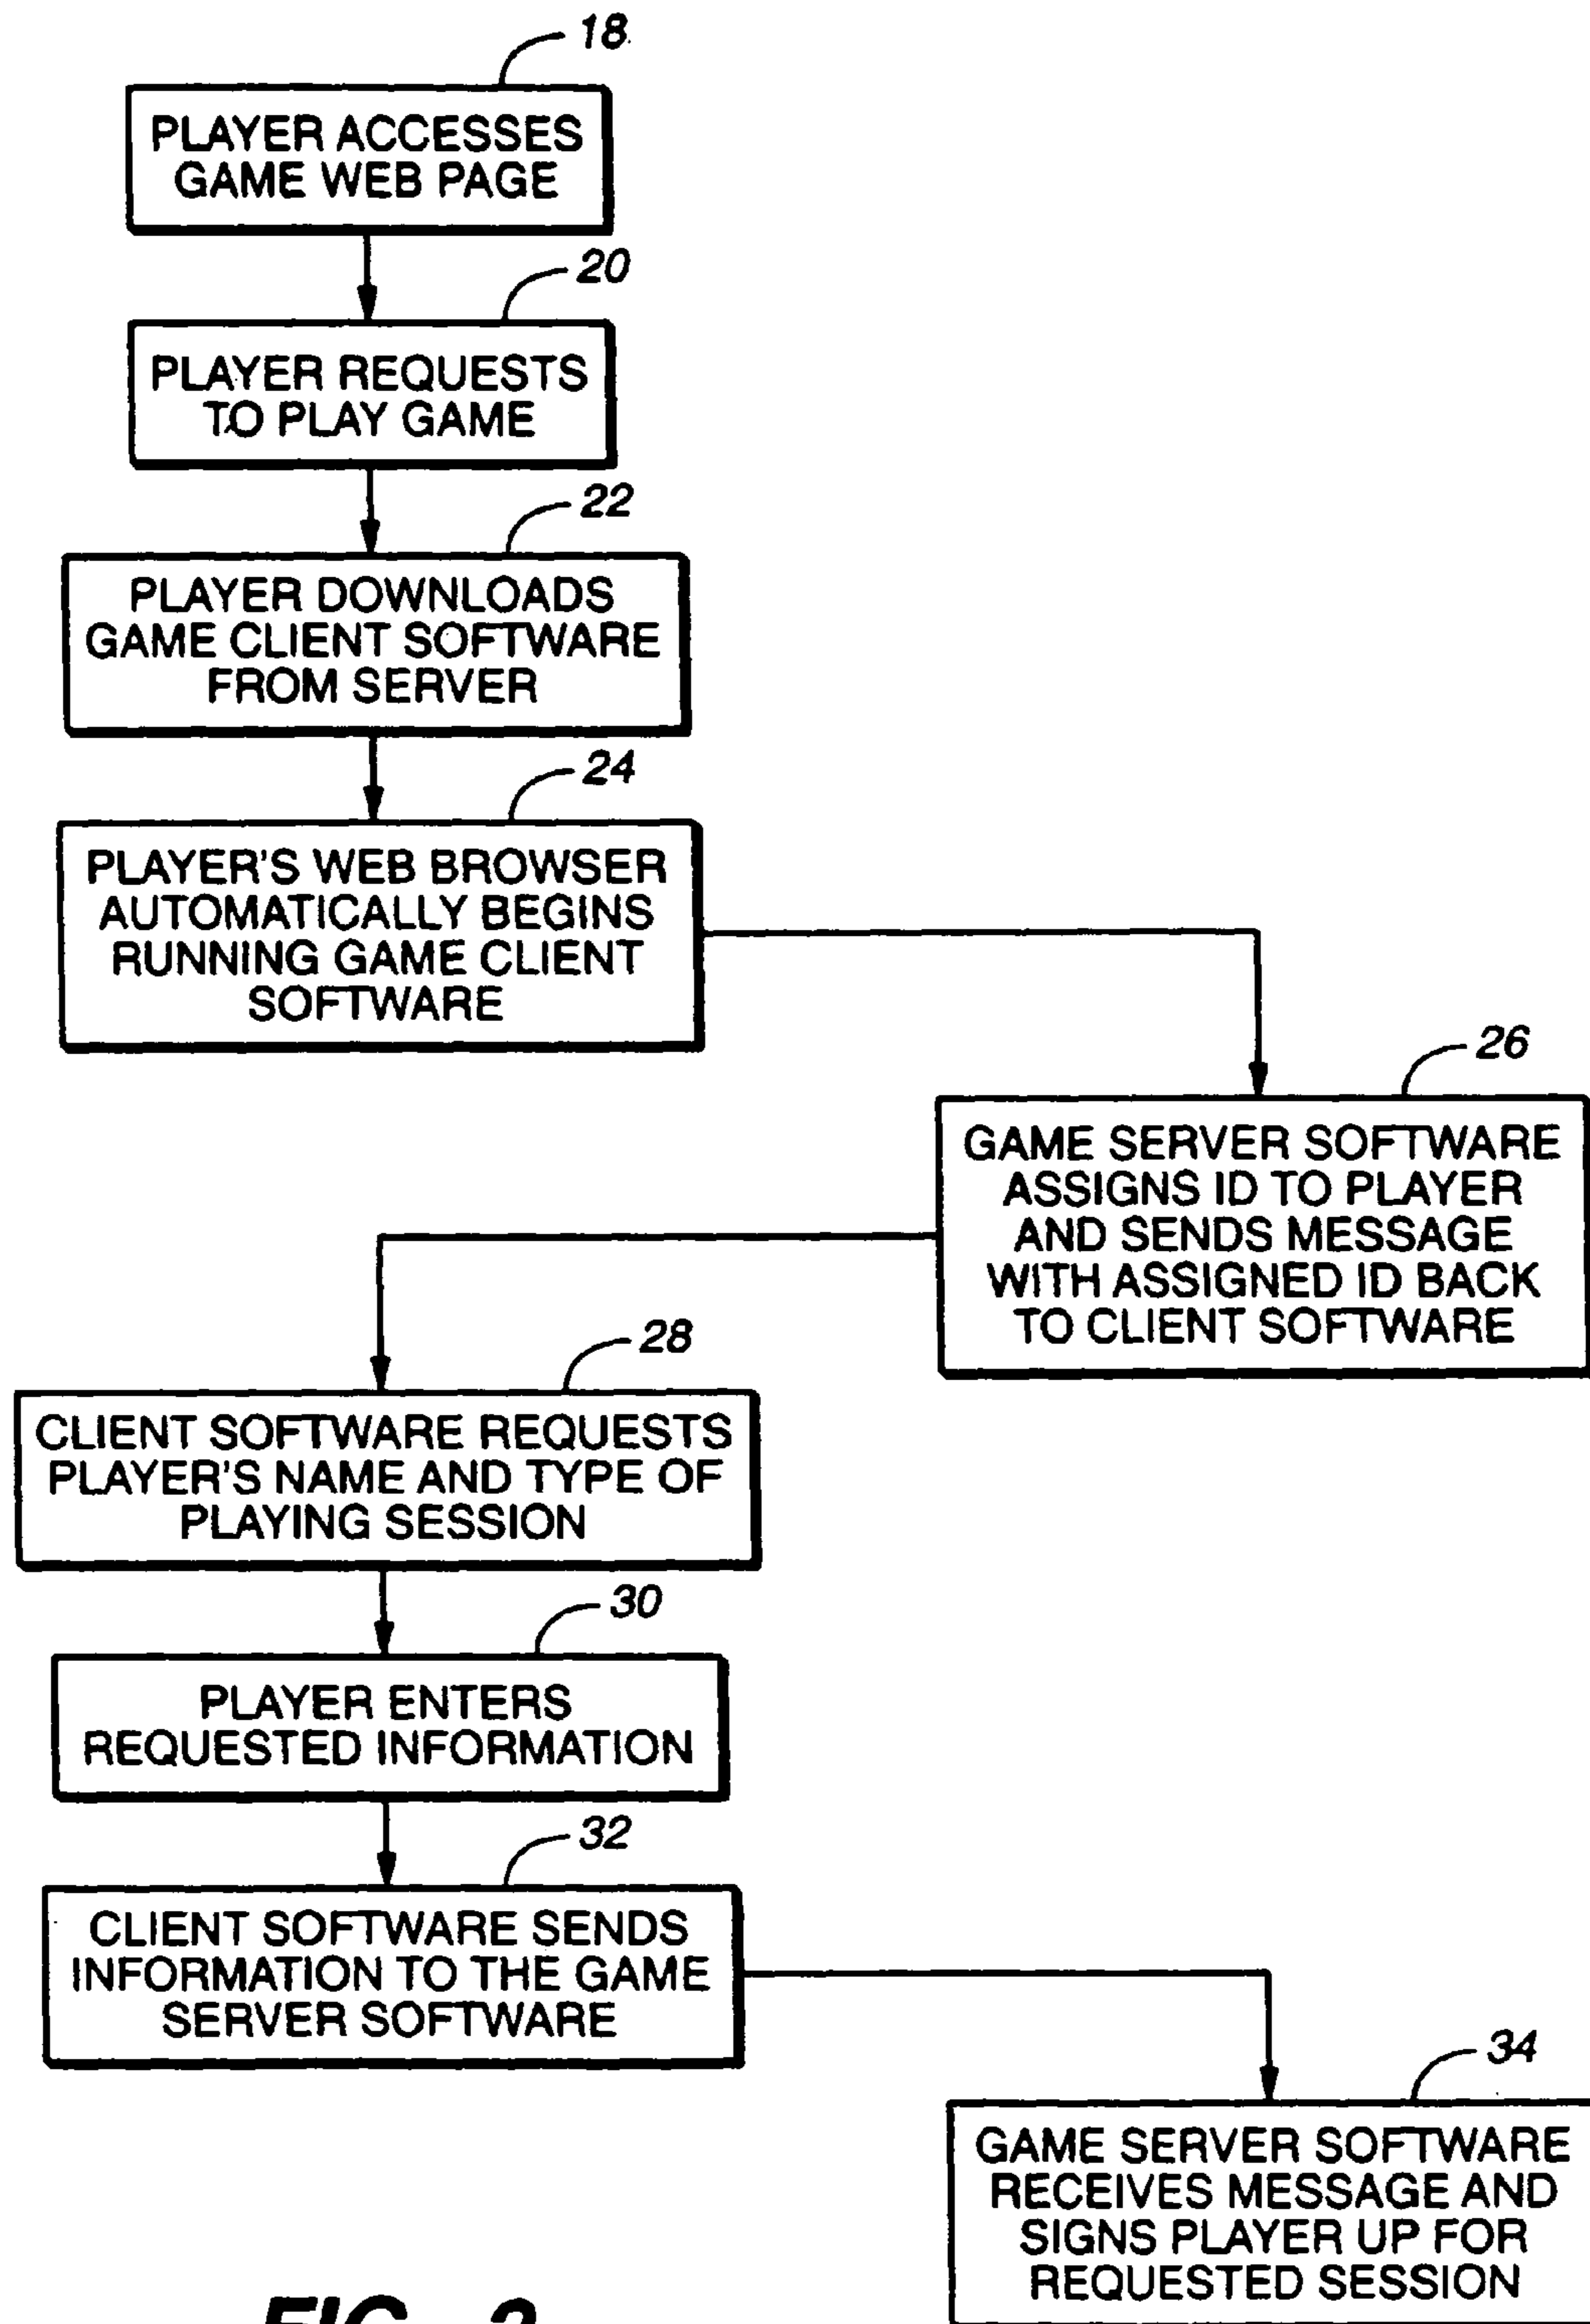 18
PLAYER ACCESSES
GAME WEB PAGE
20
PLAYER REQUESTS
TO PLAY GAME
22
PLAYER DOWNLOADS
GAME CLIENT SOFTWARE
FROM SERVER
24
PLAYER'S WEB BROWSER
AUTOMATICALLY BEGINS
RUNNING GAME CLIENT
SOFTWARE
26
GAME SERVER SOFTWARE
ASSIGNS ID TO PLAYER
AND SENDS MESSAGE
WITH ASSIGNED ID BACK
TO CLIENT SOFTWARE
28
CLIENT SOFTWARE REQUESTS
PLAYER'S NAME AND TYPE OF
PLAYING SESSION
30
PLAYER ENTERS
REQUESTED INFORMATION
32
CLIENT SOFTWARE SENDS
INFORMATION TO THE GAME
SERVER SOFTWARE
34
GAME SERVER SOFTWARE
RECEIVES MESSAGE AND
SIGNS PLAYER UP FOR
REQUESTED SESSION